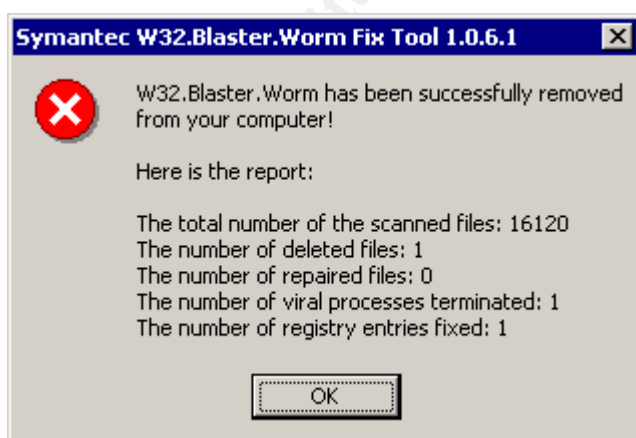 Symantec W32.Blaster.Worm Fix Tool 1.0.6.1
W32.Blaster.Worm has been successfully removed
from your computer!
Here is the report:
The total number of the scanned files: 16120
The number of deleted files: 1
The number of repaired files: 0
The number of viral processes terminated: 1
The number of registry entries fixed: 1
OK